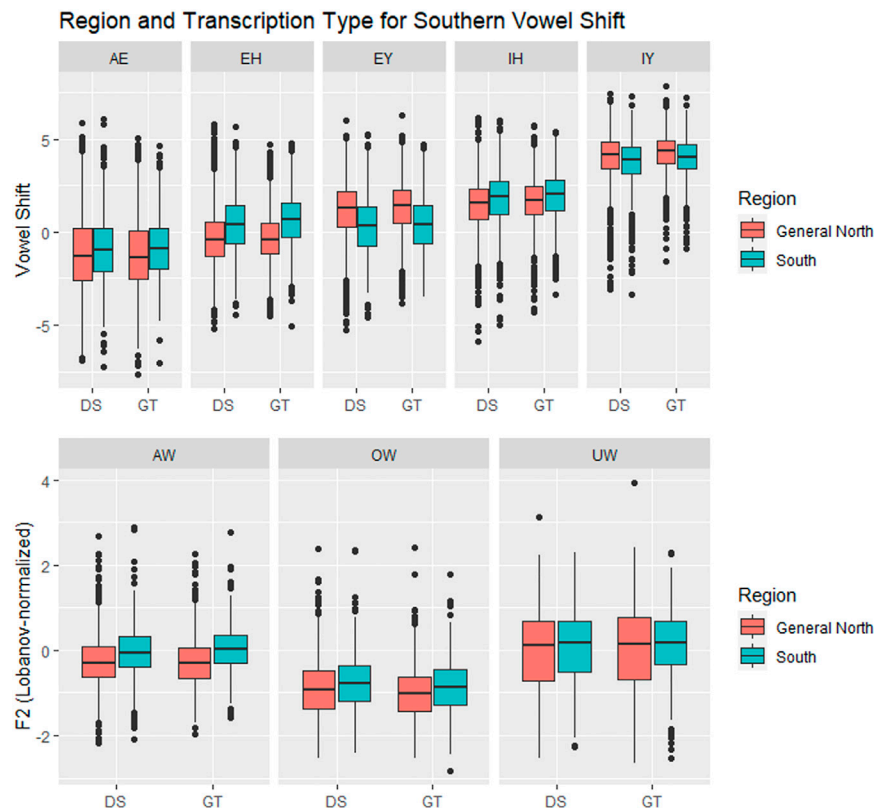 Region and Transcription Type for Southern Vowel Shift
AE EH EY IH IY
Vowel Shift
5
0
-5
DS GT DS GT DS GT DS GT DS GT
Region
General North
South
AW OW UW
F2 (Lobanov-normalized)
4
2
0
-2
DS GT DS GT DS GT
Region
General North
South